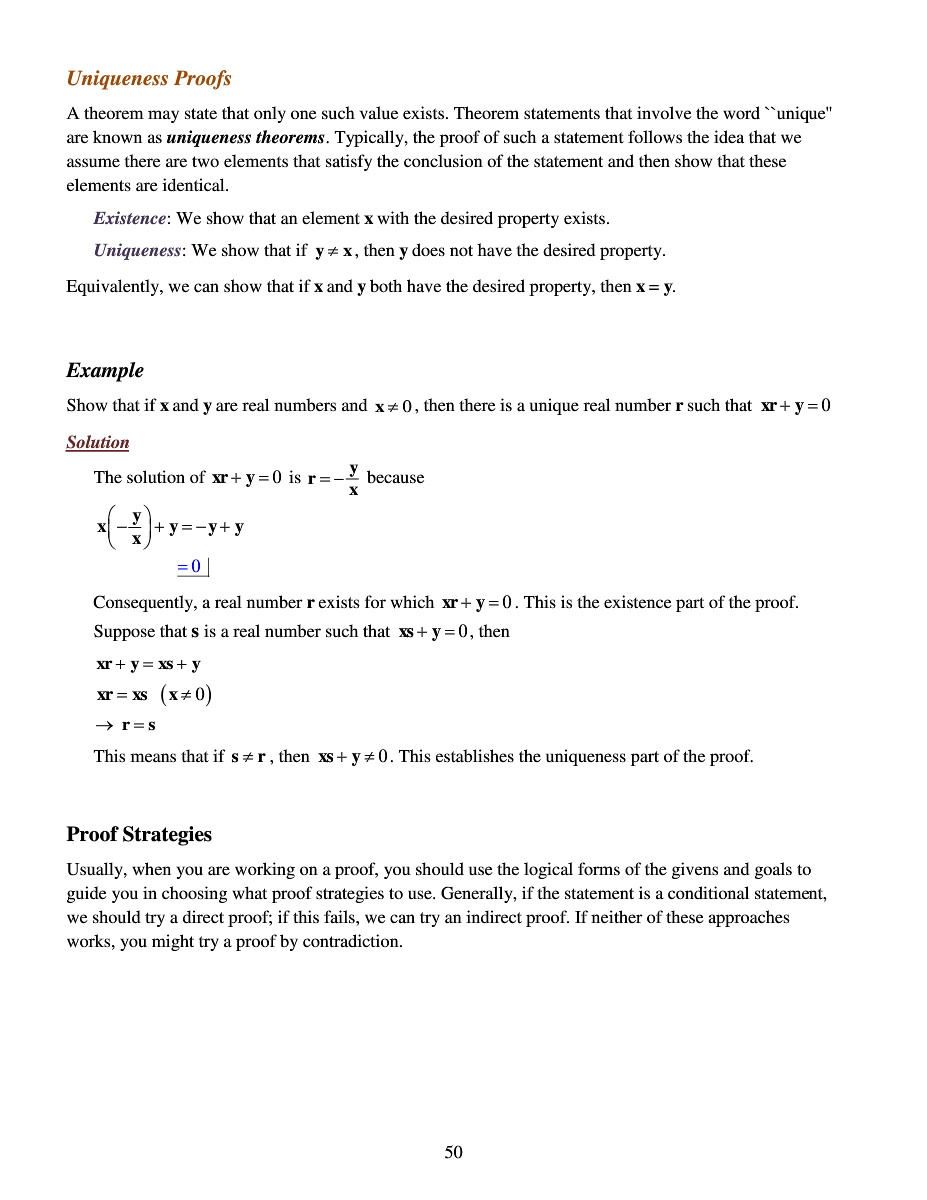 Uniqueness Proofs
A theorem may state that only one such value exists. Theorem statements that involve the word ``unique"
are known as uniqueness theorems. Typically, the proof of such a statement follows the idea that we
assume there are two elements that satisfy the conclusion of the statement and then show that these
elements are identical.
Existence: We show that an element x with the desired property exists.
Uniqueness: We show that if y ≠ x, then y does not have the desired property.
Equivalently, we can show that if x and y both have the desired property, then x = y.
Example
Show that if x and y are real numbers and x ≠ 0, then there is a unique real number r such that xr + y = 0
Solution
The solution of xr + y = 0 is r = −y/x because
x(−y/x) + y = −y + y
= 0
Consequently, a real number r exists for which xr + y = 0. This is the existence part of the proof.
Suppose that s is a real number such that xs + y = 0, then
xr + y = xs + y
xr = xs (x ≠ 0)
→ r = s
This means that if s ≠ r, then xs + y ≠ 0. This establishes the uniqueness part of the proof.
Proof Strategies
Usually, when you are working on a proof, you should use the logical forms of the givens and goals to
guide you in choosing what proof strategies to use. Generally, if the statement is a conditional statement,
we should try a direct proof; if this fails, we can try an indirect proof. If neither of these approaches
works, you might try a proof by contradiction.
50